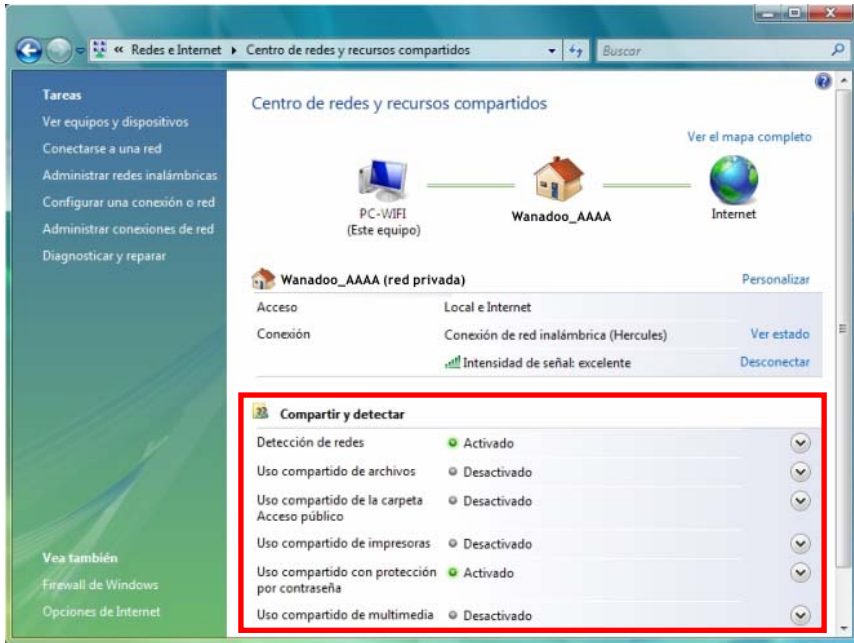 « Redes e Internet ▸ Centro de redes y recursos compartidos
Buscar
Tareas
Ver equipos y dispositivos
Conectarse a una red
Administrar redes inalámbricas
Configurar una conexión o red
Administrar conexiones de red
Diagnosticar y reparar
Vea también
Firewall de Windows
Opciones de Internet
Centro de redes y recursos compartidos
Ver el mapa completo
PC-WIFI
(Este equipo)
Wanadoo_AAAA
Internet
Wanadoo_AAAA (red privada) Personalizar
Acceso Local e Internet
Conexión Conexión de red inalámbrica (Hercules) Ver estado
Intensidad de señal: excelente Desconectar
Compartir y detectar
Detección de redes Activado
Uso compartido de archivos Desactivado
Uso compartido de la carpeta Desactivado
Acceso público
Uso compartido de impresoras Desactivado
Uso compartido con protección Activado
por contraseña
Uso compartido de multimedia Desactivado